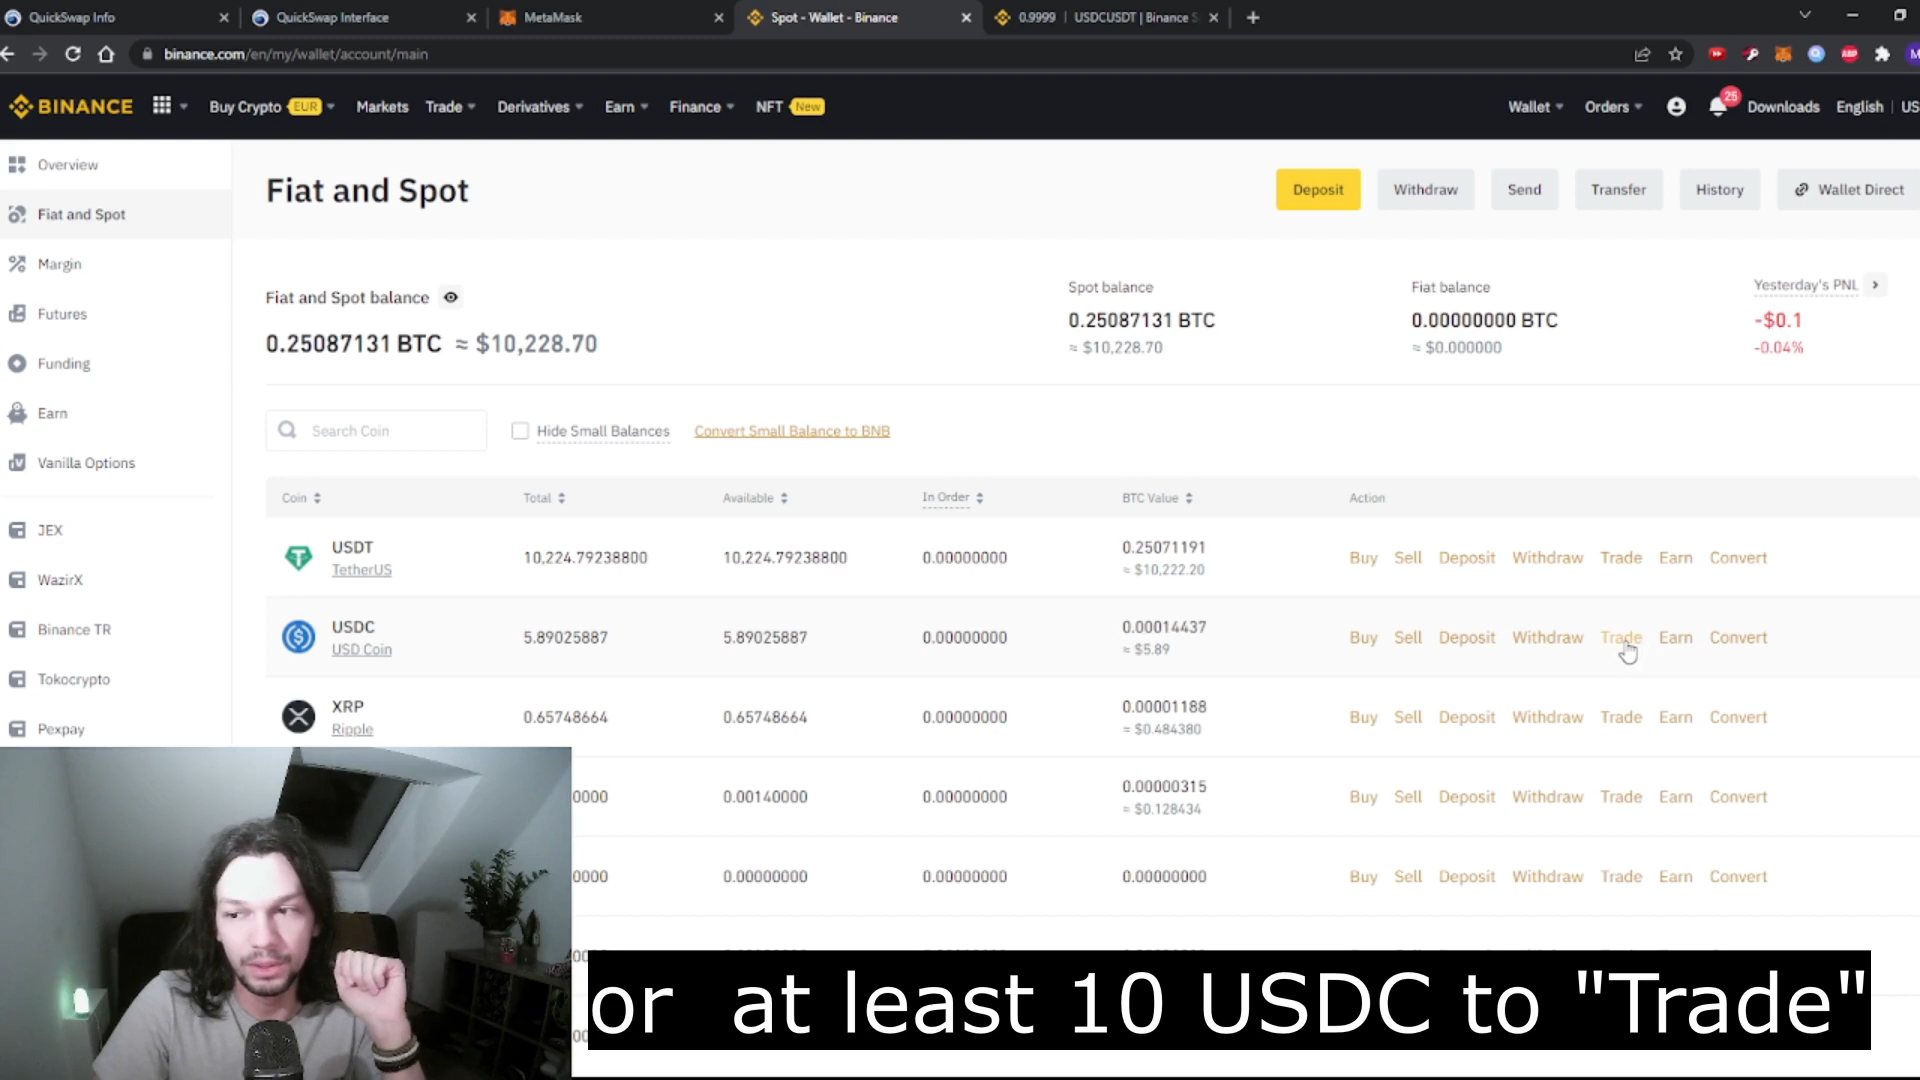 QuickSwap Info
QuickSwap Interface
MetaMask
Spot - Wallet - Binance
0.9999 | USDCUSDT | Binance S
binance.com/en/my/wallet/account/main
ABP
M
BINANCE
Buy Crypto EUR
Markets
Trade
Derivatives
Earn
Finance
NFT New
Wallet
Orders
25
Downloads
English | US
Overview
Fiat and Spot
Margin
Futures
Funding
Earn
Vanilla Options
JEX
WazirX
Binance TR
Tokocrypto
Pexpay
Fiat and Spot
Deposit
Withdraw
Send
Transfer
History
Wallet Direct
Fiat and Spot balance
0.25087131 BTC ≈ $10,228.70
Spot balance
0.25087131 BTC
≈ $10,228.70
Fiat balance
0.00000000 BTC
≈ $0.000000
Yesterday's PNL
-$0.1
-0.04%
Search Coin
Hide Small Balances
Convert Small Balance to BNB
Coin Total Available In Order BTC Value Action
USDT 10,224.79238800 10,224.79238800 0.00000000 0.25071191 Buy Sell Deposit Withdraw Trade Earn Convert
TetherUS ≈ $10,222.20
USDC 5.89025887 5.89025887 0.00000000 0.00014437 Buy Sell Deposit Withdraw Trade Earn Convert
USD Coin ≈ $5.89
XRP 0.65748664 0.65748664 0.00000000 0.00001188 Buy Sell Deposit Withdraw Trade Earn Convert
Ripple ≈ $0.484380
0000 0.00140000 0.00000000 0.00000315 Buy Sell Deposit Withdraw Trade Earn Convert
≈ $0.128434
0000 0.00000000 0.00000000 0.00000000 Buy Sell Deposit Withdraw Trade Earn Convert
or at least 10 USDC to "Trade"